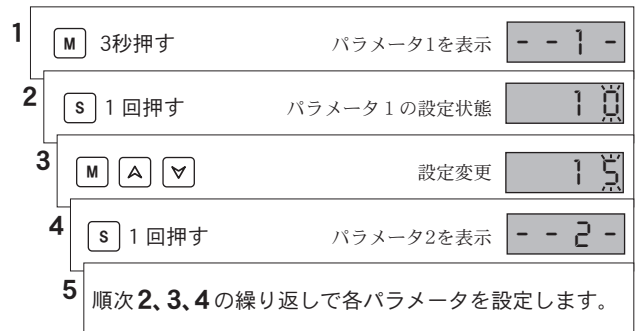 1 M 3秒押す パラメータ1を表示 - - 1 -
2 S 1回押す パラメータ1の設定状態 1 0
3 M 設定変更 1 5
4 S 1回押す パラメータ2を表示 - - 2 -
5 順次2、3、4の繰り返しで各パラメータを設定します。